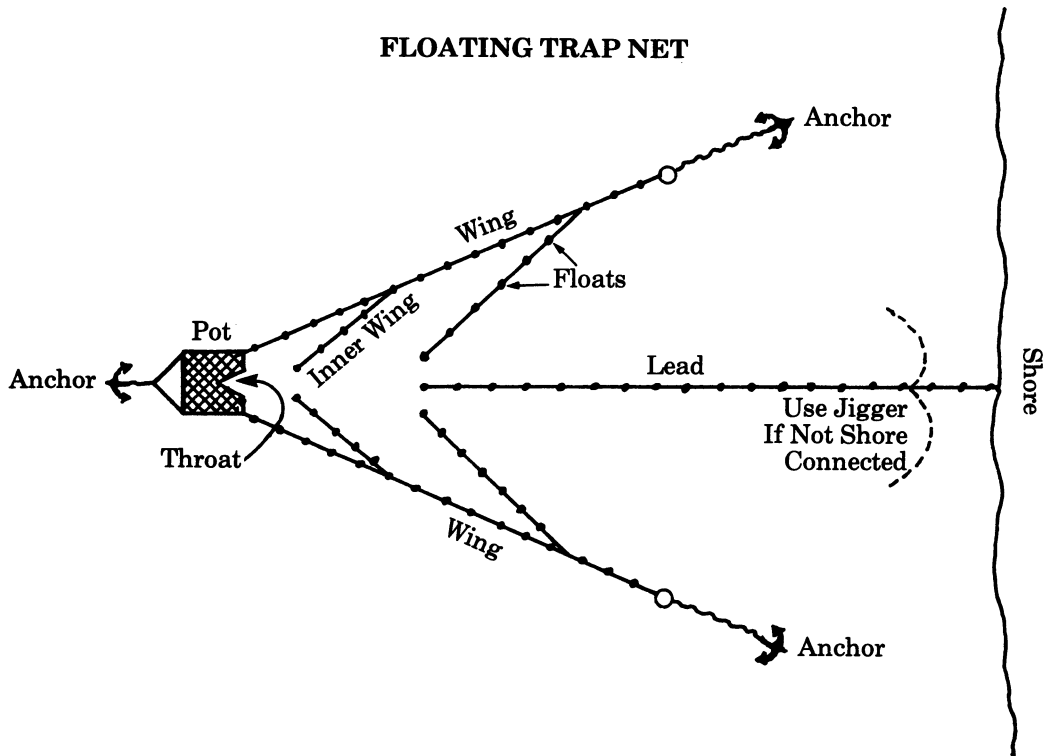 FLOATING TRAP NET
Anchor
Wing
Floats
Inner Wing
Pot
Anchor
Lead
Shore
Use Jigger
If Not Shore
Connected
Throat
Wing
Anchor